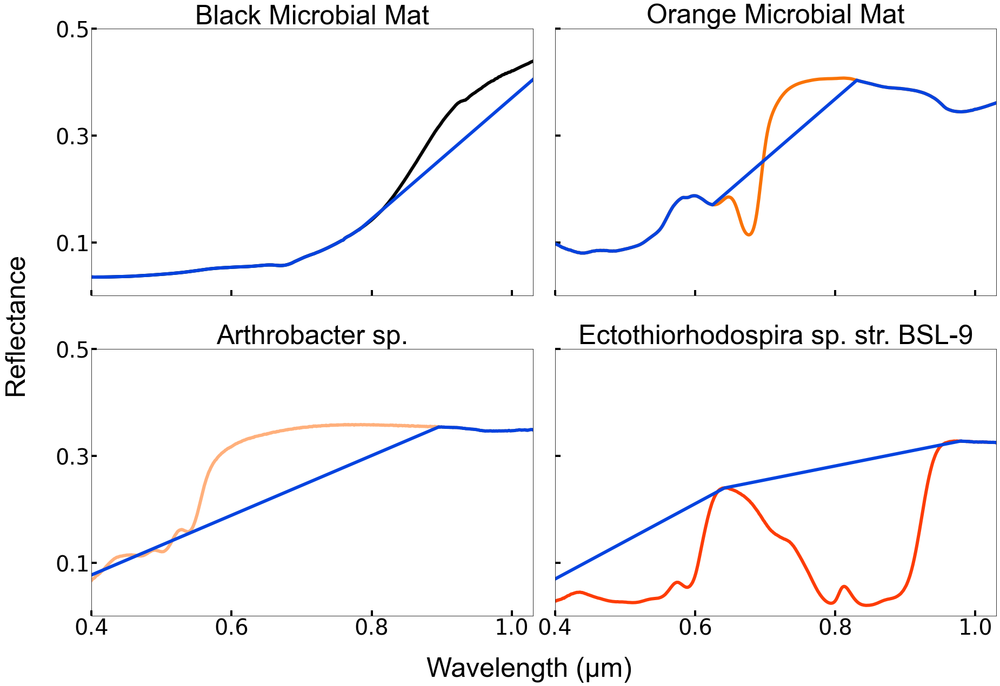 Black Microbial Mat
Orange Microbial Mat
0.5
0.3
0.1
Reflectance
Arthrobacter sp.
Ectothiorhodospira sp. str. BSL-9
0.5
0.3
0.1
0.4 0.6 0.8 1.0
0.4 0.6 0.8 1.0
Wavelength (μm)